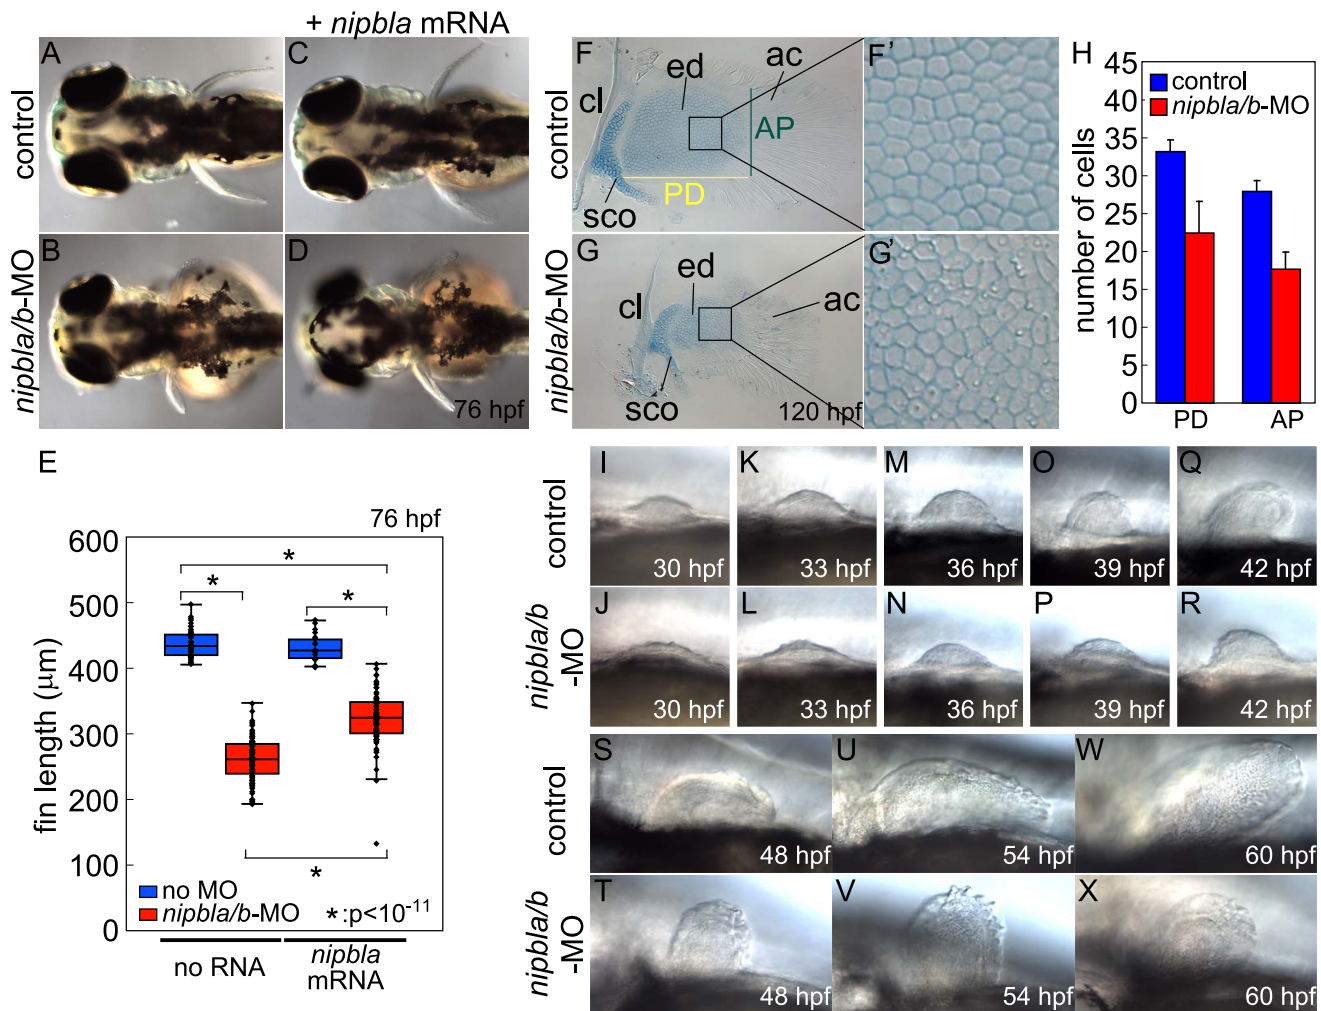 + nipbla mRNA
control
nipbla/b-MO
A
C
B
D
76 hpf
control
nipbla/b-MO
F
cl
ed
ac
AP
PD
sco
F'
G
cl
ed
ac
sco
120 hpf
G'
H
number of cells
45
40
35
30
25
20
15
10
5
0
control
nipbla/b-MO
PD
AP
E
76 hpf
fin length (μm)
600
500
400
300
200
100
0
*
*
*
*
no MO
nipbla/b-MO
*:p<10-11
no RNA
nipbla
mRNA
control
I
30 hpf
K
33 hpf
M
36 hpf
O
39 hpf
Q
42 hpf
nipbla/b
-MO
J
30 hpf
L
33 hpf
N
36 hpf
P
39 hpf
R
42 hpf
control
S
48 hpf
U
54 hpf
W
60 hpf
nipbla/b
-MO
T
48 hpf
V
54 hpf
X
60 hpf